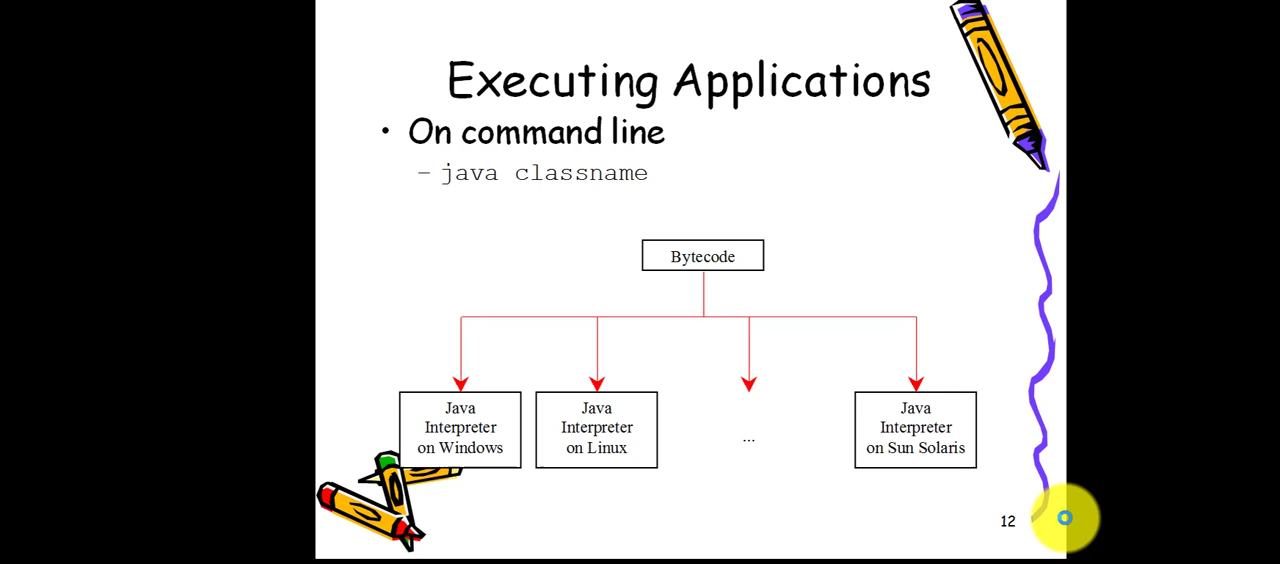 Executing Applications
• On command line
– java classname
Bytecode
Java
Interpreter
on Windows
Java
Interpreter
on Linux
...
Java
Interpreter
on Sun Solaris
12